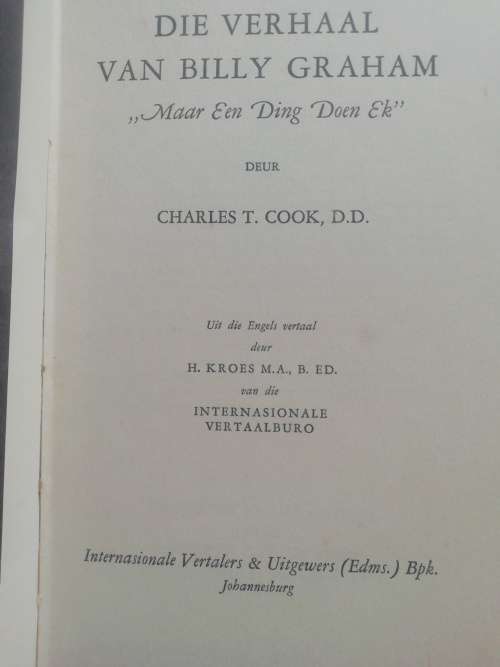 DIE VERHAAL
VAN BILLY GRAHAM
„Maar Een Ding Doen Ek”
DEUR
CHARLES T. COOK, D.D.
Uit die Engels vertaal
deur
H. KROES M.A., B. ED.
van die
INTERNASIONALE
VERTAALBURO
Internasionale Vertalers & Uitgewers (Edms.) Bpk.
Johannesburg